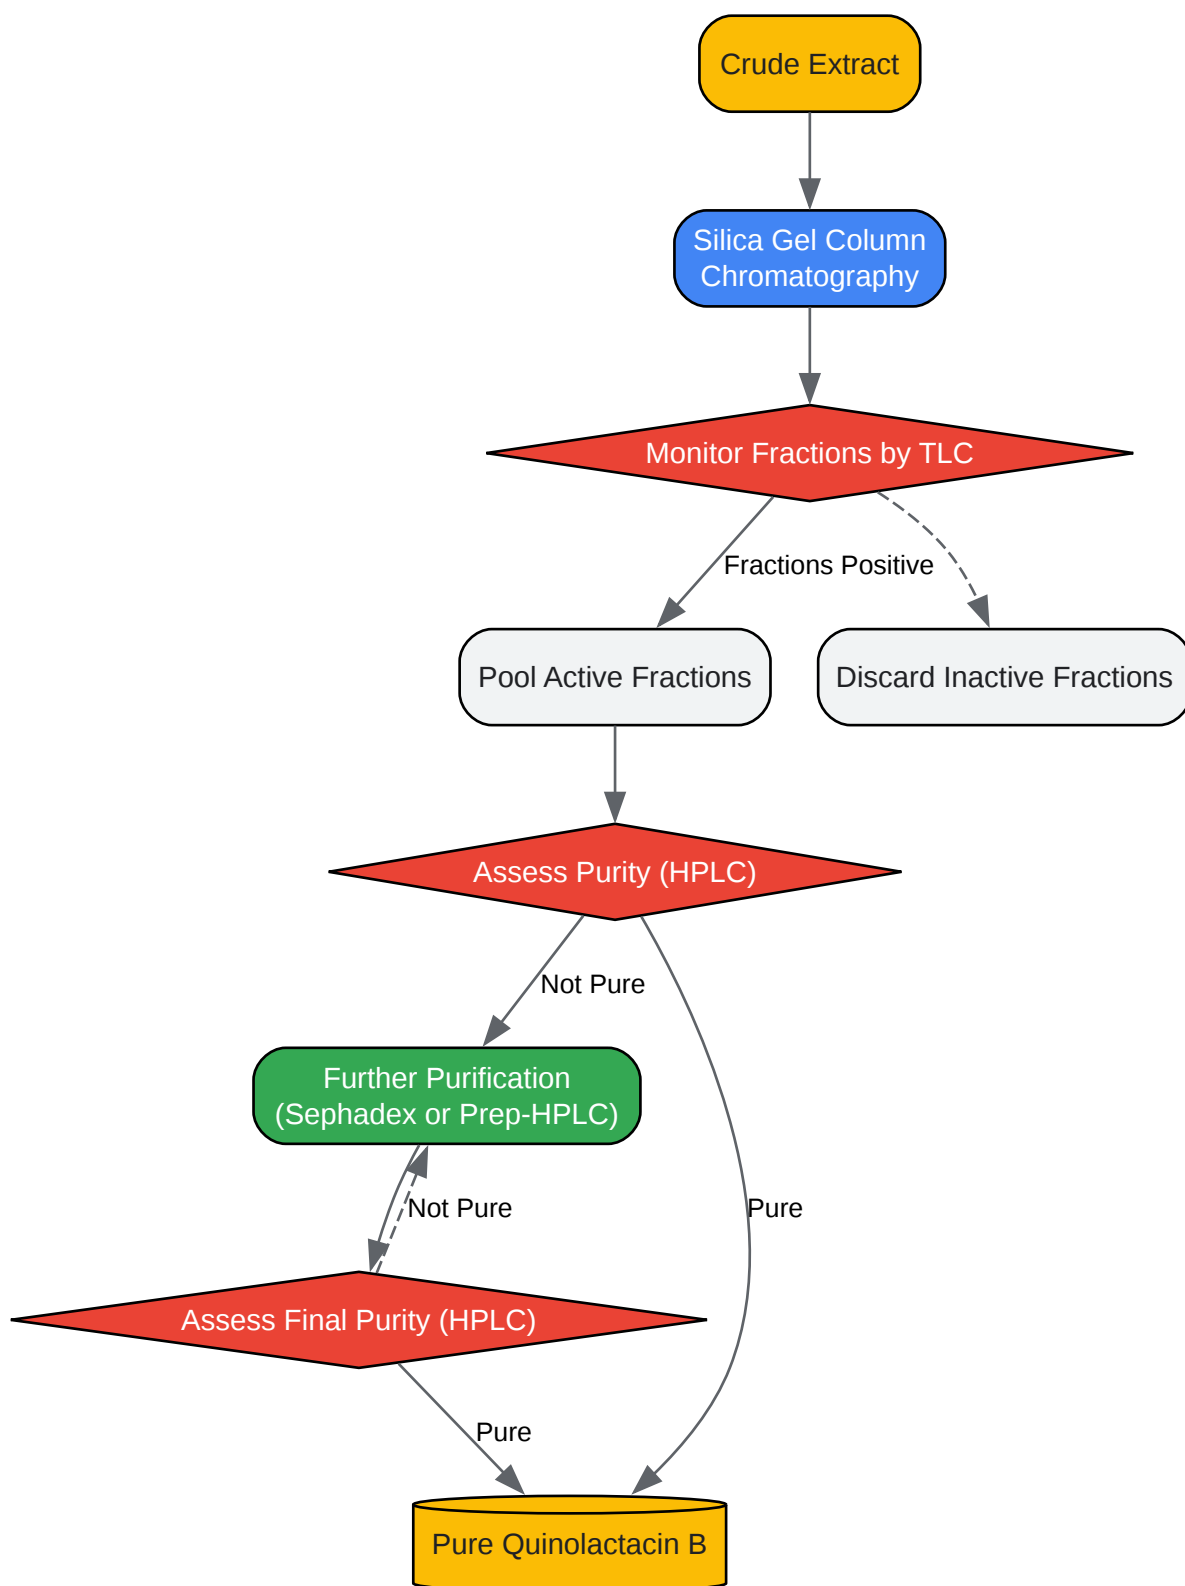 Crude Extract
Silica Gel Column
Chromatography
Monitor Fractions by TLC
Fractions Positive
Pool Active Fractions
Discard Inactive Fractions
Assess Purity (HPLC)
Not Pure
Further Purification
(Sephadex or Prep-HPLC)
Not Pure
Pure
Assess Final Purity (HPLC)
Pure
Pure Quinolactacin B